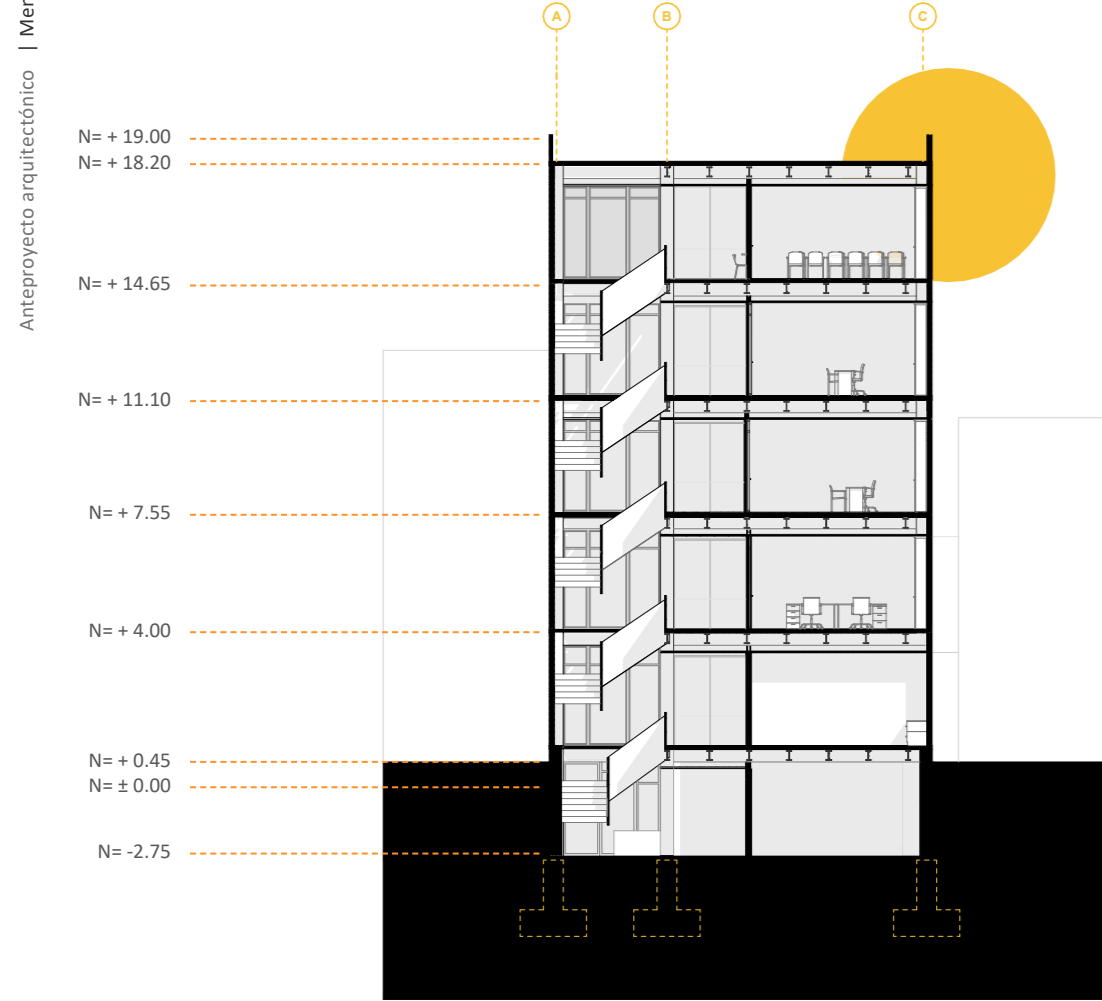 A
B
C
Anteproyecto arquitectónico |
N= + 19.00
N= + 18.20
N= + 14.65
N= + 11.10
N= + 7.55
N= + 4.00
N= + 0.45
N= ± 0.00
N= -2.75